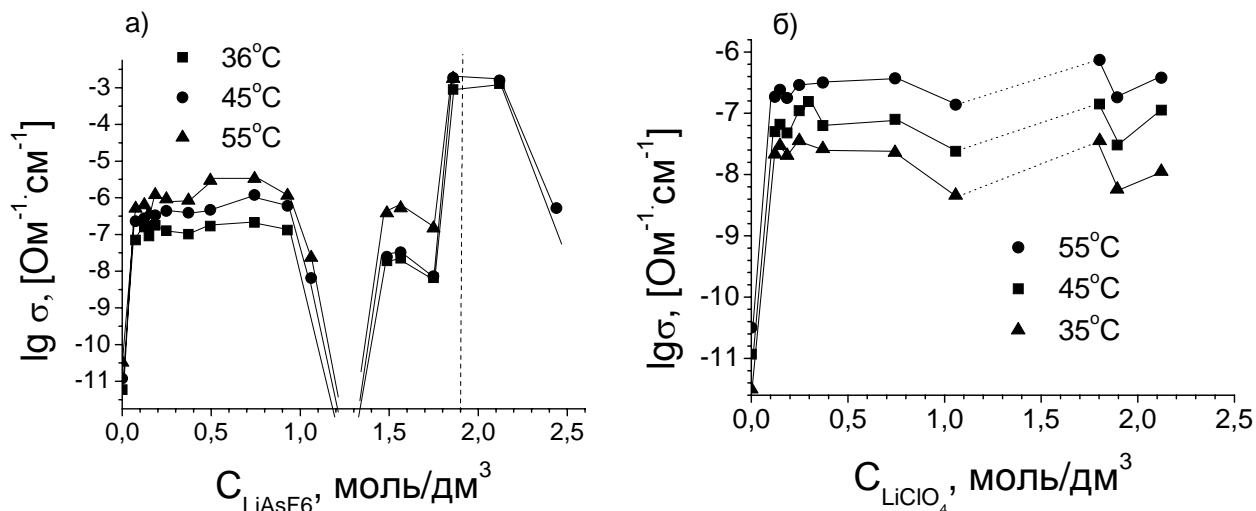 а)
36°C
45°C
55°C
lg σ, [Ом⁻¹·см⁻¹]
-3
-5
-6
-7
-8
-10
-11
0,0 0,5 1,0 1,5 2,0 2,5
C_LiAsF6, моль/дм³
б)
lgσ, [Ом⁻¹·см⁻¹]
-6
-7
-8
-10
-11
55°C
45°C
35°C
0,0 0,5 1,0 1,5 2,0 2,5
C_LiClO₄, моль/дм³